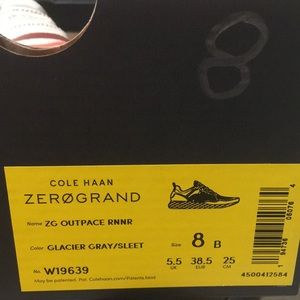 8
COLE HAAN
ZERØGRAND
Name ZG OUTPACE RNNR
Color GLACIER GRAY/SLEET
Size 8 B
No. W19639
5.5 38.5 25
UK EUR CM
May be patented. Pat: ColeHaan.com/Patents.html
4500412584